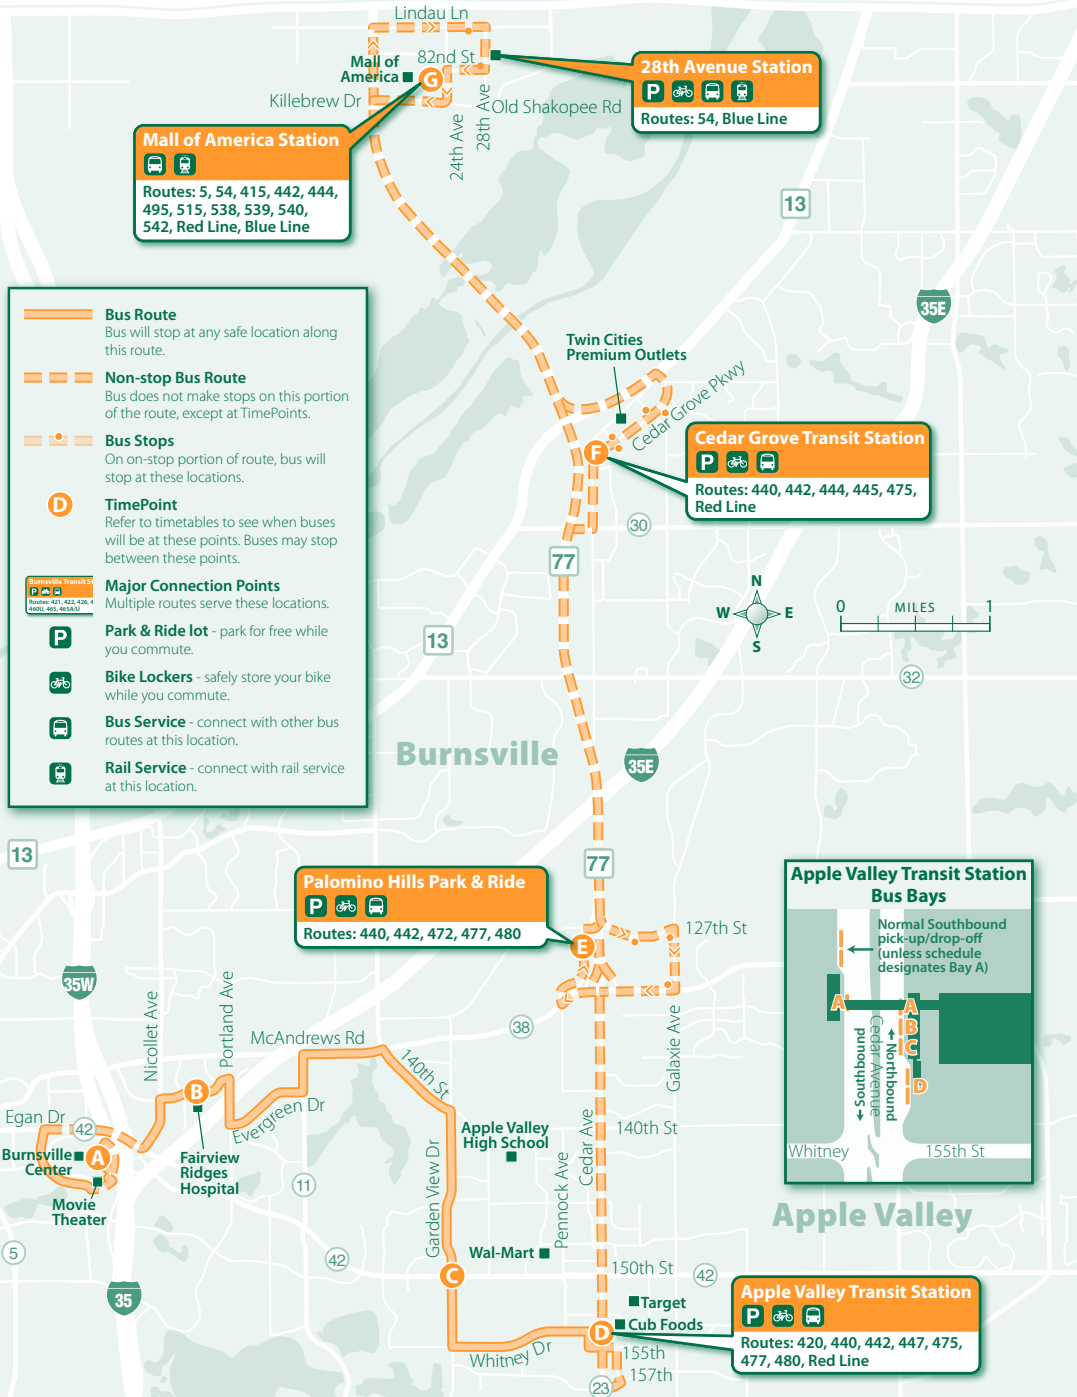 Lindau Ln
82nd St
Mall of
America
G
Killebrew Dr
24th Ave
28th Ave
Old Shakopee Rd
28th Avenue Station
P
Routes: 54, Blue Line
Mall of America Station
Routes: 5, 54, 415, 442, 444,
495, 515, 538, 539, 540,
542, Red Line, Blue Line
13
35E
Bus Route
Bus will stop at any safe location along
this route.
Non-stop Bus Route
Bus does not make stops on this portion
of the route, except at TimePoints.
Bus Stops
On on-stop portion of route, bus will
stop at these locations.
D
TimePoint
Refer to timetables to see when buses
will be at these points. Buses may stop
between these points.
Burnsville Transit St
P
Routes: 421, 422, 426, 4
460U, 465, 465A/U
Major Connection Points
Multiple routes serve these locations.
P
Park & Ride lot - park for free while
you commute.
Bike Lockers - safely store your bike
while you commute.
Bus Service - connect with other bus
routes at this location.
Rail Service - connect with rail service
at this location.
Twin Cities
Premium Outlets
Cedar Grove Pkwy
F
Cedar Grove Transit Station
P
Routes: 440, 442, 444, 445, 475,
Red Line
30
77
N
W
E
S
0
MILES
1
13
32
Burnsville
35E
13
77
Palomino Hills Park & Ride
P
Routes: 440, 442, 472, 477, 480
E
127th St
38
Galaxie Ave
35W
Nicollet Ave
Portland Ave
McAndrews Rd
140th St
B
Evergreen Dr
Egan Dr
42
Burnsville
Center
A
Movie
Theater
Fairview
Ridges
Hospital
11
5
42
35
Apple Valley
High School
Garden View Dr
Pennock Ave
Cedar Ave
140th St
Wal-Mart
C
150th St
42
Target
Cub Foods
D
Whitney Dr
155th
157th
23
Apple Valley Transit Station
Bus Bays
Normal Southbound
pick-up/drop-off
(unless schedule
designates Bay A)
A
A
B
C
D
Southbound
Cedar Avenue
Northbound
Whitney
155th St
Apple Valley
Apple Valley Transit Station
P
Routes: 420, 440, 442, 447, 475,
477, 480, Red Line